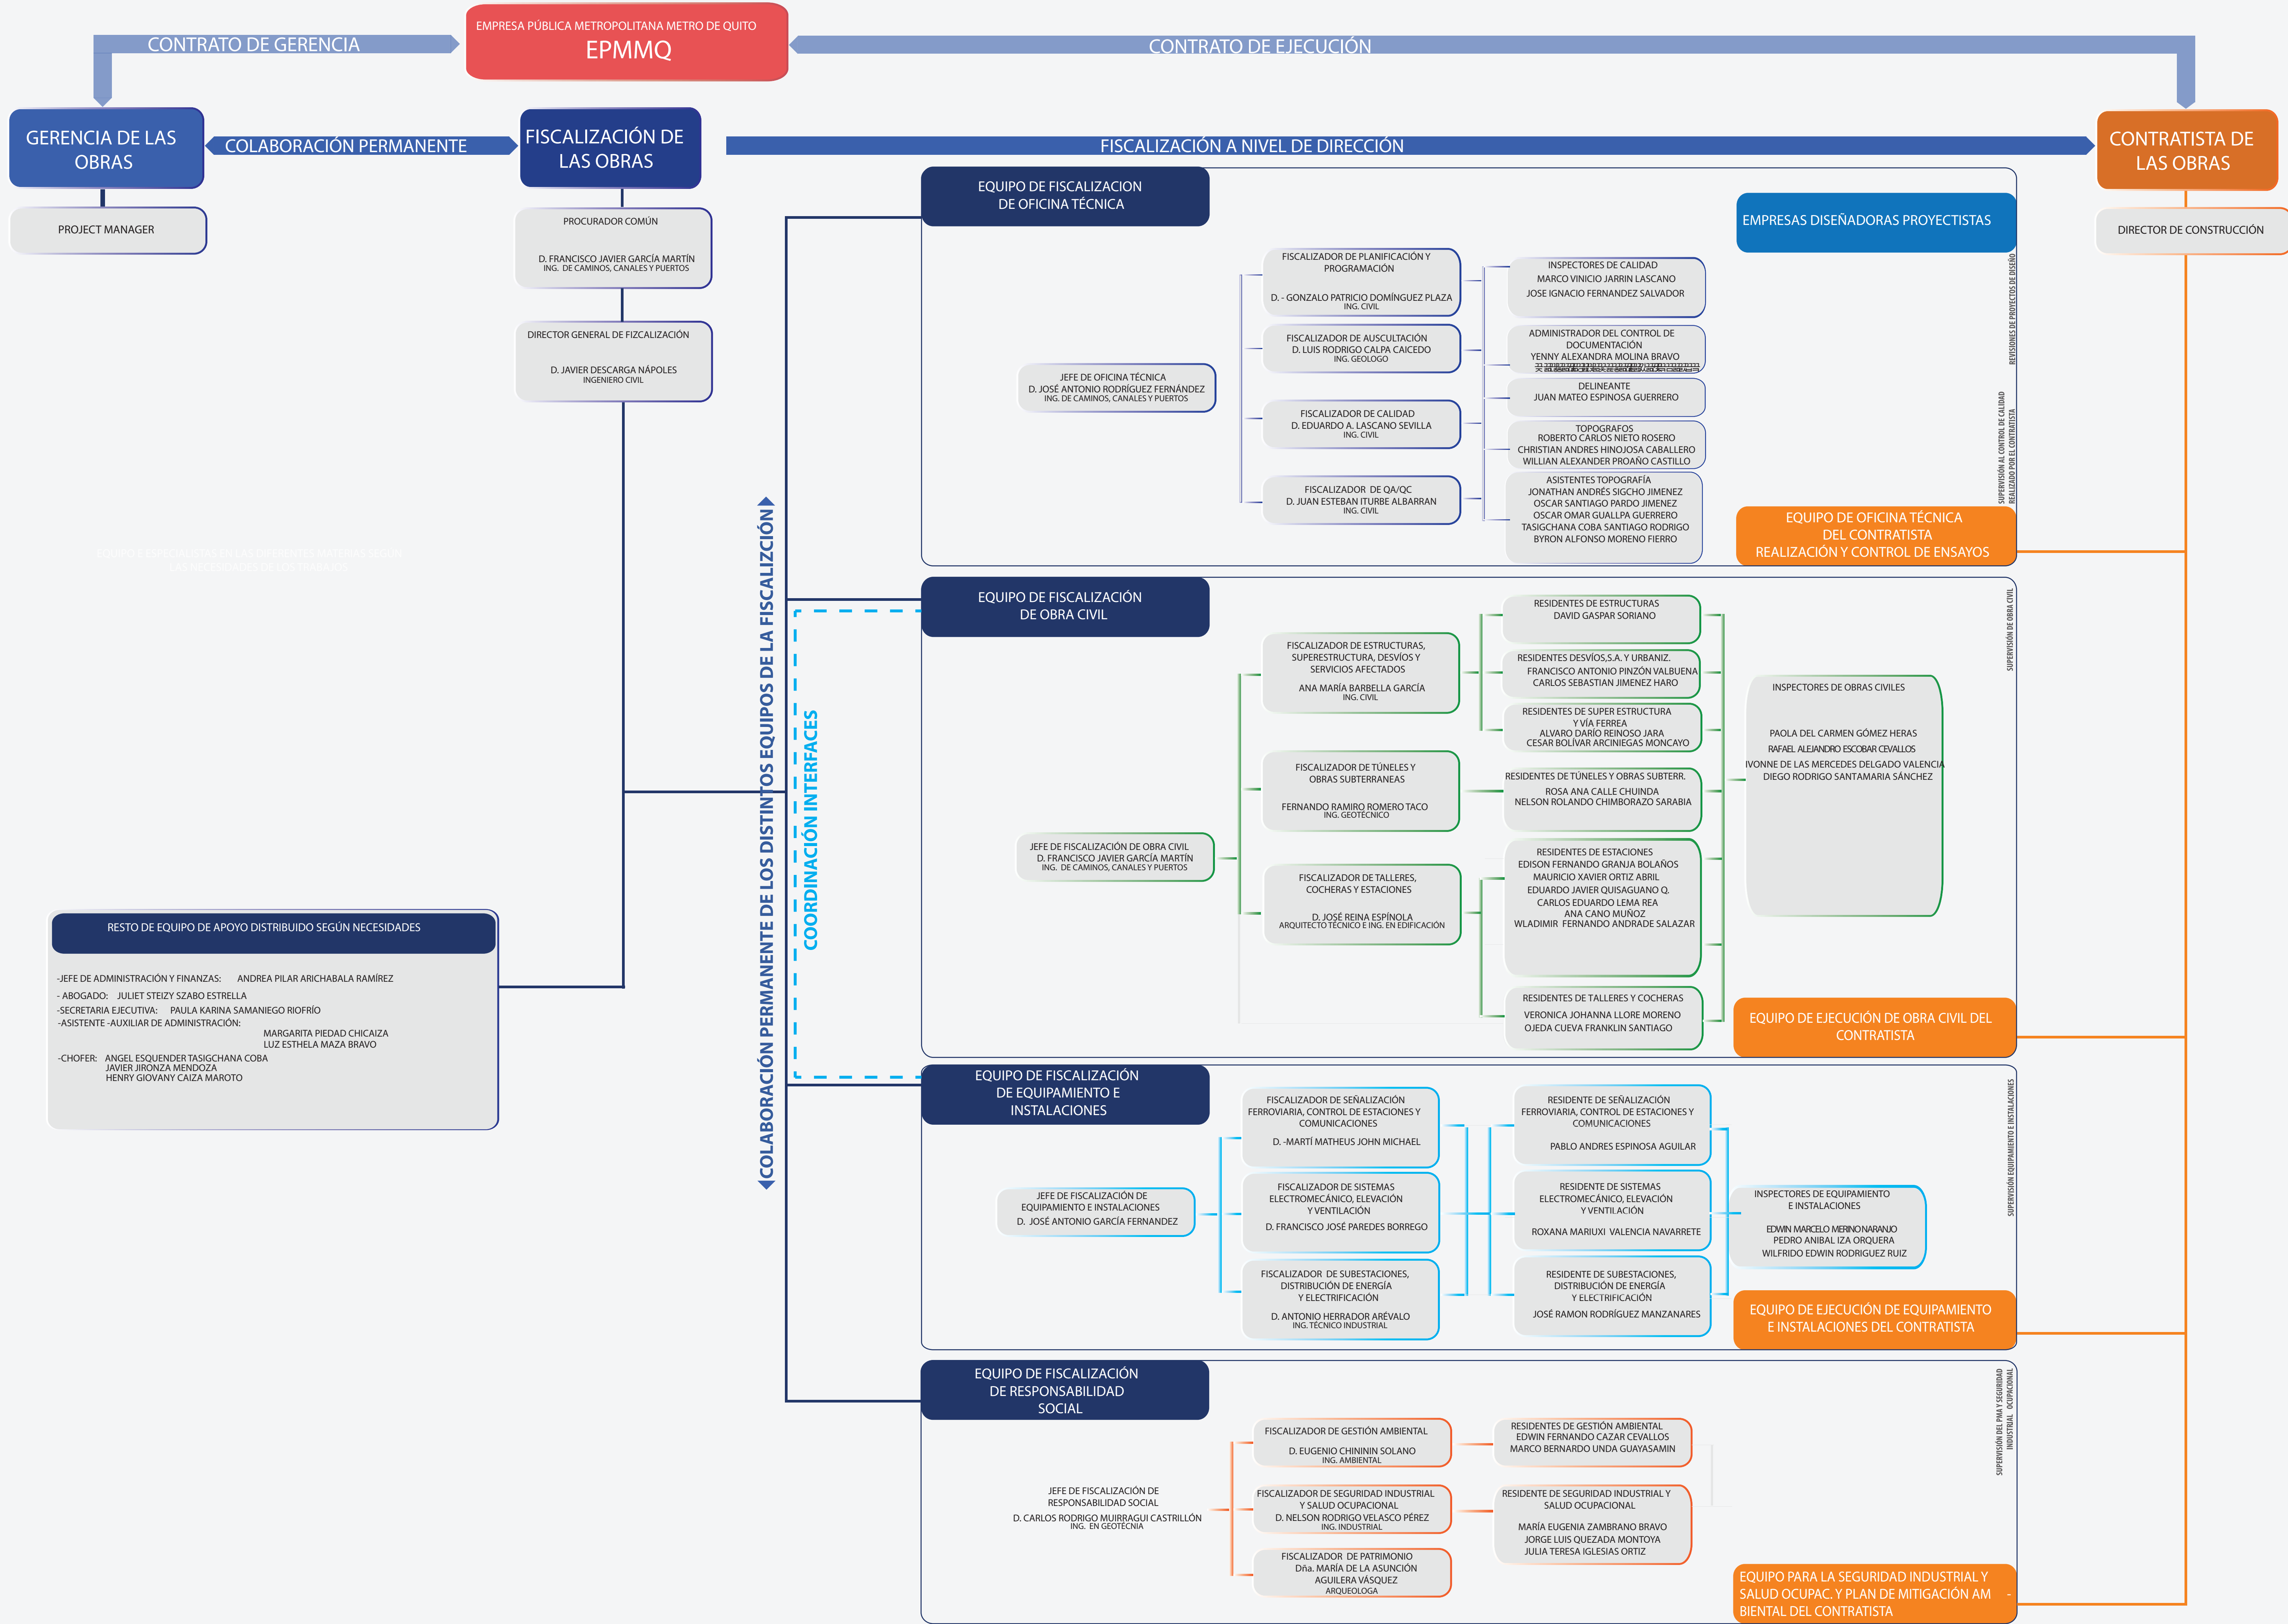 EMPRESA PÚBLICA METROPOLITANA METRO DE QUITO
EPMMQ
CONTRATO DE GERENCIA
CONTRATO DE EJECUCIÓN
GERENCIA DE LAS
OBRAS
COLABORACIÓN PERMANENTE
FISCALIZACIÓN DE
LAS OBRAS
FISCALIZACIÓN A NIVEL DE DIRECCIÓN
CONTRATISTA DE
LAS OBRAS
PROJECT MANAGER
PROCURADOR COMÚN
D. FRANCISCO JAVIER GARCÍA MARTÍN
ING. DE CAMINOS, CANALES Y PUERTOS
DIRECTOR GENERAL DE FIZCALIZACIÓN
D. JAVIER DESCARGA NÁPOLES
INGENIERO CIVIL
DIRECTOR DE CONSTRUCCIÓN
EQUIPO E ESPECIALISTAS EN LAS DIFERENTES MATERIAS SEGÚN
LAS NECESIDADES DE LOS TRABAJOS
RESTO DE EQUIPO DE APOYO DISTRIBUIDO SEGÚN NECESIDADES
-JEFE DE ADMINISTRACIÓN Y FINANZAS: ANDREA PILAR ARICHABALA RAMÍREZ
- ABOGADO: JULIET STEIZY SZABO ESTRELLA
-SECRETARIA EJECUTIVA: PAULA KARINA SAMANIEGO RIOFRÍO
-ASISTENTE -AUXILIAR DE ADMINISTRACIÓN:
MARGARITA PIEDAD CHICAIZA
LUZ ESTHELA MAZA BRAVO
-CHOFER: ANGEL ESQUENDER TASIGCHANA COBA
JAVIER JIRONZA MENDOZA
HENRY GIOVANY CAIZA MAROTO
COLABORACIÓN PERMANENTE DE LOS DISTINTOS EQUIPOS DE LA FISCALIZCIÓN
COORDINACIÓN INTERFACES
EQUIPO DE FISCALIZACION
DE OFICINA TÉCNICA
EMPRESAS DISEÑADORAS PROYECTISTAS
JEFE DE OFICINA TÉCNICA
D. JOSÉ ANTONIO RODRÍGUEZ FERNÁNDEZ
ING. DE CAMINOS, CANALES Y PUERTOS
FISCALIZADOR DE PLANIFICACIÓN Y
PROGRAMACIÓN
D. - GONZALO PATRICIO DOMÍNGUEZ PLAZA
ING. CIVIL
FISCALIZADOR DE AUSCULTACIÓN
D. LUIS RODRIGO CALPA CAICEDO
ING. GEOLOGO
FISCALIZADOR DE CALIDAD
D. EDUARDO A. LASCANO SEVILLA
ING. CIVIL
FISCALIZADOR DE QA/QC
D. JUAN ESTEBAN ITURBE ALBARRAN
ING. CIVIL
INSPECTORES DE CALIDAD
MARCO VINICIO JARRIN LASCANO
JOSE IGNACIO FERNANDEZ SALVADOR
ADMINISTRADOR DEL CONTROL DE
DOCUMENTACIÓN
YENNY ALEXANDRA MOLINA BRAVO
DELINEANTE
JUAN MATEO ESPINOSA GUERRERO
TOPOGRAFOS
ROBERTO CARLOS NIETO ROSERO
CHRISTIAN ANDRES HINOJOSA CABALLERO
WILLIAN ALEXANDER PROAÑO CASTILLO
ASISTENTES TOPOGRAFÍA
JONATHAN ANDRÉS SIGCHO JIMENEZ
OSCAR SANTIAGO PARDO JIMENEZ
OSCAR OMAR GUALLPA GUERRERO
TASIGCHANA COBA SANTIAGO RODRIGO
BYRON ALFONSO MORENO FIERRO
REVISIONES DE PROYECTOS DE DISEÑO
SUPERVISIÓN AL CONTROL DE CALIDAD
REALIZADO POR EL CONTRATISTA
EQUIPO DE OFICINA TÉCNICA
DEL CONTRATISTA
REALIZACIÓN Y CONTROL DE ENSAYOS
EQUIPO DE FISCALIZACIÓN
DE OBRA CIVIL
JEFE DE FISCALIZACIÓN DE OBRA CIVIL
D. FRANCISCO JAVIER GARCÍA MARTÍN
ING. DE CAMINOS, CANALES Y PUERTOS
FISCALIZADOR DE ESTRUCTURAS,
SUPERESTRUCTURA, DESVÍOS Y
SERVICIOS AFECTADOS
ANA MARÍA BARBELLA GARCÍA
ING. CIVIL
FISCALIZADOR DE TÚNELES Y
OBRAS SUBTERRANEAS
FERNANDO RAMIRO ROMERO TACO
ING. GEOTÉCNICO
FISCALIZADOR DE TALLERES,
COCHERAS Y ESTACIONES
D. JOSÉ REINA ESPÍNOLA
ARQUITECTO TÉCNICO E ING. EN EDIFICACIÓN
RESIDENTES DE ESTRUCTURAS
DAVID GASPAR SORIANO
RESIDENTES DESVÍOS,S.A. Y URBANIZ.
FRANCISCO ANTONIO PINZÓN VALBUENA
CARLOS SEBASTIAN JIMENEZ HARO
RESIDENTES DE SUPER ESTRUCTURA
Y VÍA FERREA
ALVARO DARÍO REINOSO JARA
CESAR BOLÍVAR ARCINIEGAS MONCAYO
RESIDENTES DE TÚNELES Y OBRAS SUBTERR.
ROSA ANA CALLE CHUINDA
NELSON ROLANDO CHIMBORAZO SARABIA
RESIDENTES DE ESTACIONES
EDISON FERNANDO GRANJA BOLAÑOS
MAURICIO XAVIER ORTIZ ABRIL
EDUARDO JAVIER QUISAGUANO Q.
CARLOS EDUARDO LEMA REA
ANA CANO MUÑOZ
WLADIMIR FERNANDO ANDRADE SALAZAR
RESIDENTES DE TALLERES Y COCHERAS
VERONICA JOHANNA LLORE MORENO
OJEDA CUEVA FRANKLIN SANTIAGO
INSPECTORES DE OBRAS CIVILES
PAOLA DEL CARMEN GÓMEZ HERAS
RAFAEL ALEJANDRO ESCOBAR CEVALLOS
IVONNE DE LAS MERCEDES DELGADO VALENCIA
DIEGO RODRIGO SANTAMARIA SÁNCHEZ
SUPERVISIÓN DE OBRA CIVIL
EQUIPO DE EJECUCIÓN DE OBRA CIVIL DEL
CONTRATISTA
EQUIPO DE FISCALIZACIÓN
DE EQUIPAMIENTO E
INSTALACIONES
JEFE DE FISCALIZACIÓN DE
EQUIPAMIENTO E INSTALACIONES
D. JOSÉ ANTONIO GARCÍA FERNANDEZ
FISCALIZADOR DE SEÑALIZACIÓN
FERROVIARIA, CONTROL DE ESTACIONES Y
COMUNICACIONES
D. -MARTÍ MATHEUS JOHN MICHAEL
FISCALIZADOR DE SISTEMAS
ELECTROMECÁNICO, ELEVACIÓN
Y VENTILACIÓN
D. FRANCISCO JOSÉ PAREDES BORREGO
FISCALIZADOR DE SUBESTACIONES,
DISTRIBUCIÓN DE ENERGÍA
Y ELECTRIFICACIÓN
D. ANTONIO HERRADOR ARÉVALO
ING. TÉCNICO INDUSTRIAL
RESIDENTE DE SEÑALIZACIÓN
FERROVIARIA, CONTROL DE ESTACIONES Y
COMUNICACIONES
PABLO ANDRES ESPINOSA AGUILAR
RESIDENTE DE SISTEMAS
ELECTROMECÁNICO, ELEVACIÓN
Y VENTILACIÓN
ROXANA MARIUXI VALENCIA NAVARRETE
RESIDENTE DE SUBESTACIONES,
DISTRIBUCIÓN DE ENERGÍA
Y ELECTRIFICACIÓN
JOSÉ RAMON RODRÍGUEZ MANZANARES
INSPECTORES DE EQUIPAMIENTO
E INSTALACIONES
EDWIN MARCELO MERINO NARANJO
PEDRO ANIBAL IZA ORQUERA
WILFRIDO EDWIN RODRIGUEZ RUIZ
SUPERVISIÓN EQUIPAMIENTO E INSTALACIONES
EQUIPO DE EJECUCIÓN DE EQUIPAMIENTO
E INSTALACIONES DEL CONTRATISTA
EQUIPO DE FISCALIZACIÓN
DE RESPONSABILIDAD
SOCIAL
JEFE DE FISCALIZACIÓN DE
RESPONSABILIDAD SOCIAL
D. CARLOS RODRIGO MUIRRAGUI CASTRILLÓN
ING. EN GEOTECNIA
FISCALIZADOR DE GESTIÓN AMBIENTAL
D. EUGENIO CHINININ SOLANO
ING. AMBIENTAL
FISCALIZADOR DE SEGURIDAD INDUSTRIAL
Y SALUD OCUPACIONAL
D. NELSON RODRIGO VELASCO PÉREZ
ING. INDUSTRIAL
FISCALIZADOR DE PATRIMONIO
Dña. MARÍA DE LA ASUNCIÓN
AGUILERA VÁSQUEZ
ARQUEOLOGA
RESIDENTES DE GESTIÓN AMBIENTAL
EDWIN FERNANDO CAZAR CEVALLOS
MARCO BERNARDO UNDA GUAYASAMIN
RESIDENTE DE SEGURIDAD INDUSTRIAL Y
SALUD OCUPACIONAL
MARÍA EUGENIA ZAMBRANO BRAVO
JORGE LUIS QUEZADA MONTOYA
JULIA TERESA IGLESIAS ORTIZ
SUPERVISIÓN DEL PMA Y SEGURIDAD
INDUSTRIAL OCUPACIONAL
EQUIPO PARA LA SEGURIDAD INDUSTRIAL Y
SALUD OCUPAC. Y PLAN DE MITIGACIÓN AM -
BIENTAL DEL CONTRATISTA